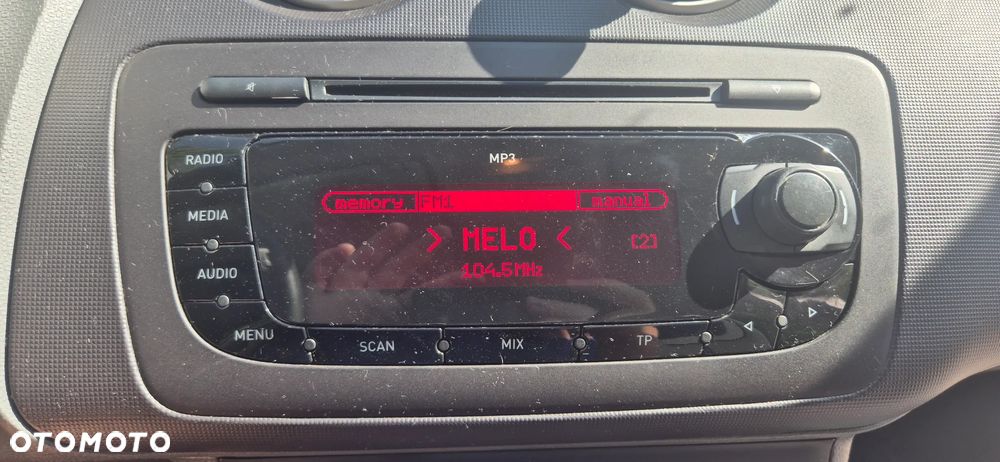 MP3
RADIO
MEDIA
AUDIO
MENU
memory FM1 manual
> MELO < [2]
104.5MHz
SCAN MIX TP
OTOMOTO